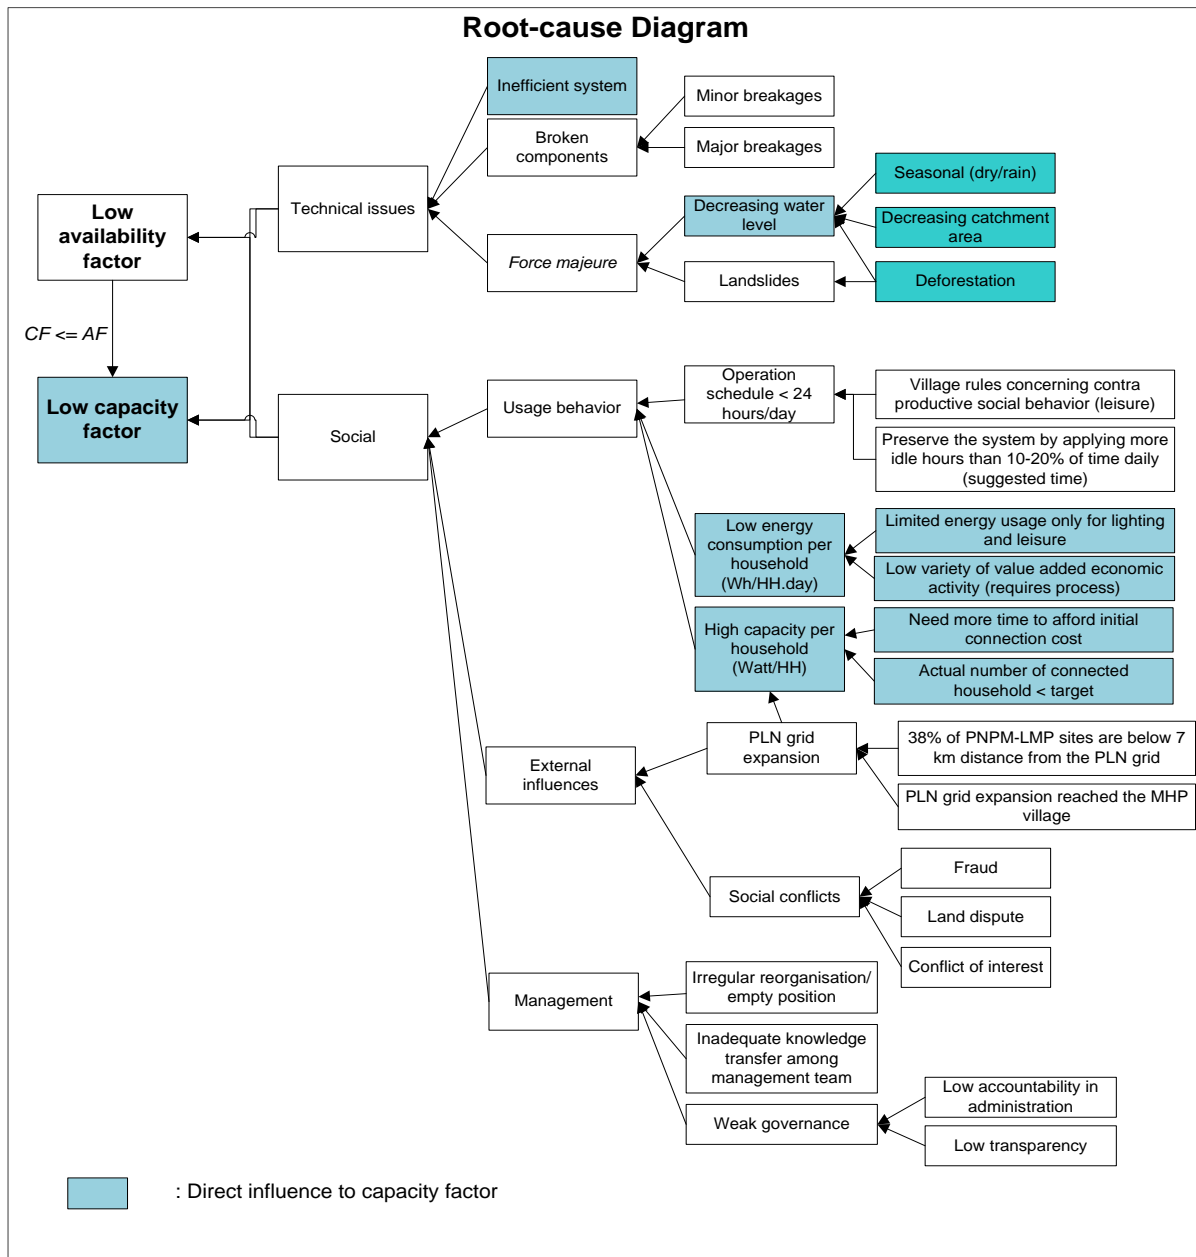 Root-cause Diagram
Inefficient system
Minor breakages
Broken
components
Major breakages
Seasonal (dry/rain)
Technical issues
Low
availability
factor
Decreasing water
level
Decreasing catchment
area
Force majeure
Landslides
Deforestation
CF <= AF
Operation
schedule < 24
hours/day
Village rules concerning contra
productive social behavior (leisure)
Low capacity
factor
Usage behavior
Social
Preserve the system by applying more
idle hours than 10-20% of time daily
(suggested time)
Low energy
consumption per
household
(Wh/HH.day)
Limited energy usage only for lighting
and leisure
Low variety of value added economic
activity (requires process)
High capacity per
household
(Watt/HH)
Need more time to afford initial
connection cost
Actual number of connected
household < target
PLN grid
expansion
38% of PNPM-LMP sites are below 7
km distance from the PLN grid
External
influences
PLN grid expansion reached the MHP
village
Fraud
Social conflicts
Land dispute
Conflict of interest
Irregular reorganisation/
empty position
Management
Inadequate knowledge
transfer among
management team
Low accountability in
administration
Weak governance
Low transparency
: Direct influence to capacity factor